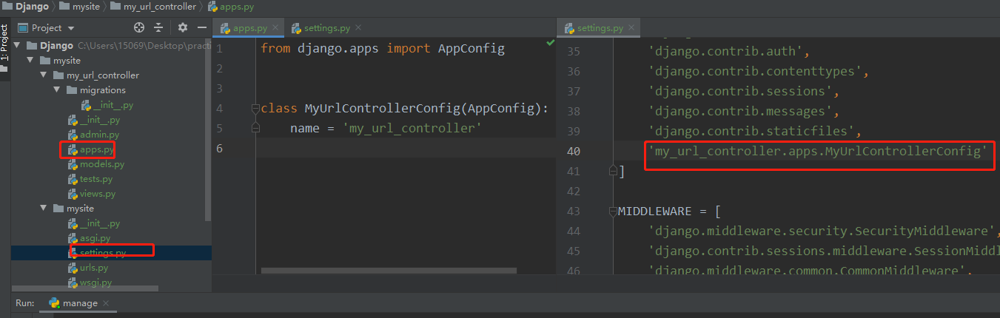 Django mysite my_url_controller apps.py
1: Project
Project
Django C:\Users\15069\Desktop\practi
mysite
my_url_controller
migrations
__init__.py
__init__.py
admin.py
apps.py
models.py
tests.py
views.py
mysite
__init__.py
asgi.py
settings.py
urls.py
wsgi.py
apps.py settings.py
1 from django.apps import AppConfig
2
3
4 class MyUrlControllerConfig(AppConfig):
5 name = 'my_url_controller'
6
settings.py
35 'django.contrib.auth',
36 'django.contrib.contenttypes',
37 'django.contrib.sessions',
38 'django.contrib.messages',
39 'django.contrib.staticfiles',
40 'my_url_controller.apps.MyUrlControllerConfig'
41 ]
42
43 MIDDLEWARE = [
44 'django.middleware.security.SecurityMiddleware',
45 'django.contrib.sessions.middleware.SessionMiddl
46 'django.middleware.common.CommonMiddleware',
Run: manage